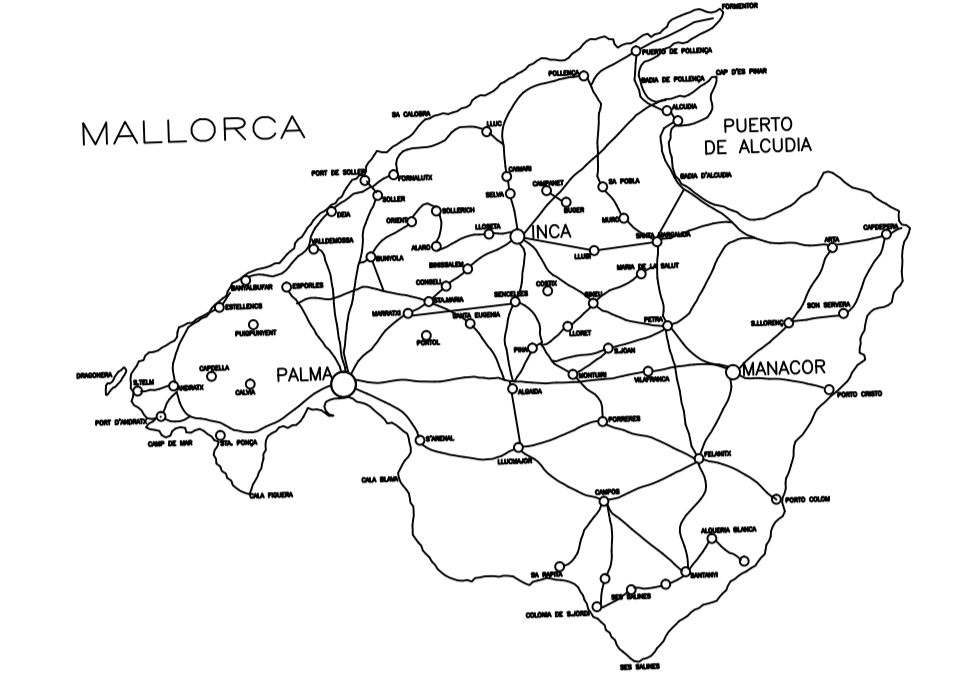 FORMENTOR
PUERTO DE POLLENÇA
POLLENÇA
CAP D'ES PINAR
BADIA DE POLLENÇA
ALCUDIA
SA CALOBRA
LLUC
MALLORCA
PUERTO
DE ALCUDIA
PORT DE SOLLER
FORNALUTX
CAIMARI
CAMPANET
SA POBLA
BADIA D'ALCUDIA
SELVA
SOLLER
BUGER
DEIA
SOLLERICH
ORIENT
MURO
LLOSETA
INCA
SANTA MARGALIDA
CAPDEPERA
VALLDEMOSSA
ALARO
ARTA
BUNYOLA
LLUBI
BINISSALEM
MARIA DE LA SALUT
BANYALBUFAR
ESPORLES
CONSELL
COSTIX
SENCELLES
SINEU
STA.MARIA
SON SERVERA
ESTELLENCS
MARRATXI
SANTA EUGENIA
PETRA
S.LLORENÇ
PUIGPUNYENT
LLORET
PORTOL
PINA
S.JOAN
CAPDELLA
PALMA
MANACOR
DRAGONERA
S.TELM
ANDRATX
CALVIA
MONTUIRI
VILAFRANCA
ALGAIDA
PORTO CRISTO
PORT D'ANDRATX
PORRERES
CAMP DE MAR
STA. PONÇA
S'ARENAL
LLUCMAJOR
FELANITX
CALA BLAVA
CALA FIGUERA
CAMPOS
PORTO COLOM
ALQUERIA BLANCA
SA RAPITA
SANTANYI
SES SALINES
COLONIA DE S.JORDI
SES SALINES